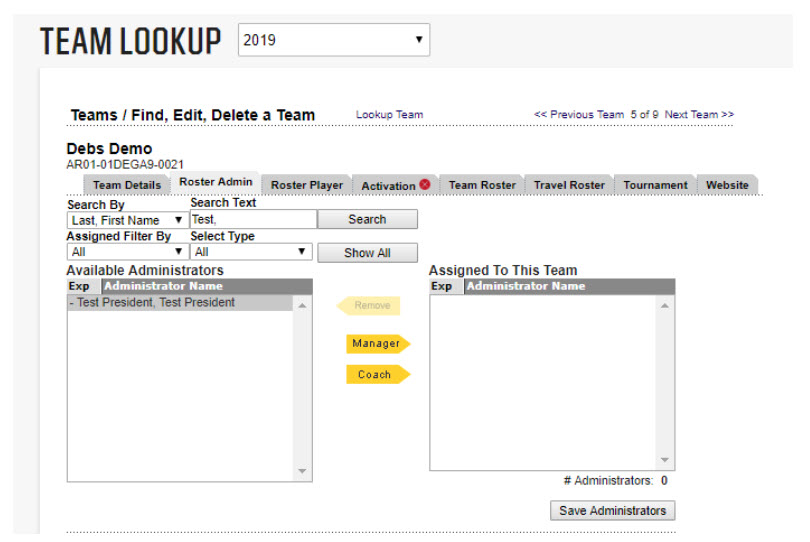 TEAM LOOKUP 2019
Teams / Find, Edit, Delete a Team Lookup Team << Previous Team 5 of 9 Next Team >>
Debs Demo
AR01-01DEGA9-0021
Team Details Roster Admin Roster Player Activation Team Roster Travel Roster Tournament Website
Search By Search Text
Last, First Name Test, Search
Assigned Filter By Select Type
All All Show All
Available Administrators Assigned To This Team
Exp Administrator Name Exp Administrator Name
- Test President, Test President
Remove
Manager
Coach
# Administrators: 0
Save Administrators